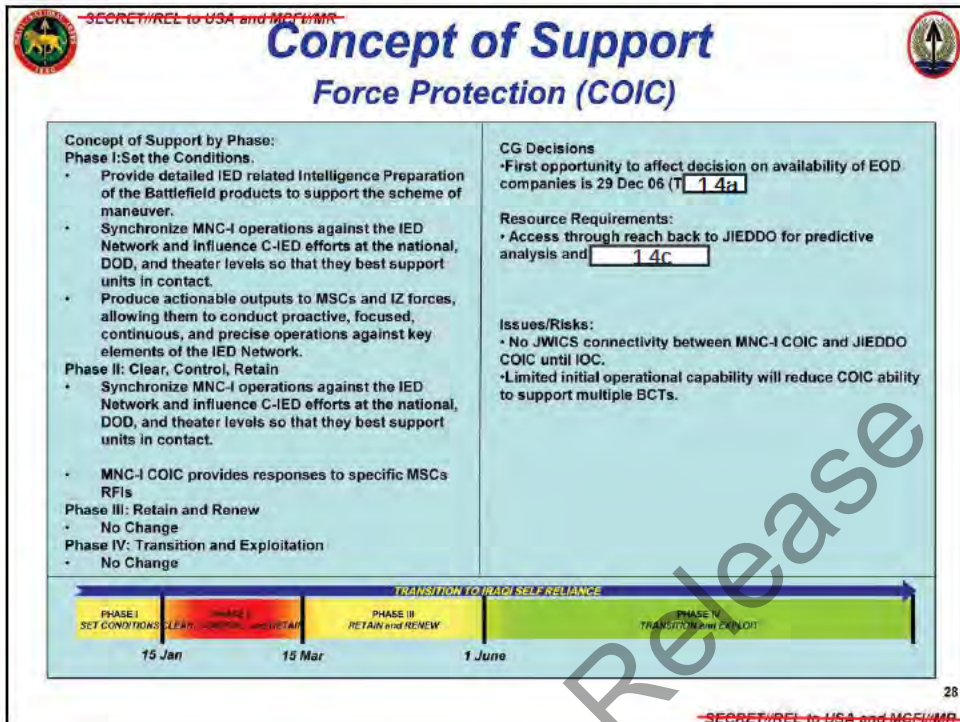 SECRET//REL to USA and MCFI//MR
Concept of Support
Force Protection (COIC)
Concept of Support by Phase:
Phase I:Set the Conditions.
• Provide detailed IED related Intelligence Preparation
of the Battlefield products to support the scheme of
maneuver.
• Synchronize MNC-I operations against the IED
Network and influence C-IED efforts at the national,
DOD, and theater levels so that they best support
units in contact.
• Produce actionable outputs to MSCs and IZ forces,
allowing them to conduct proactive, focused,
continuous, and precise operations against key
elements of the IED Network.
Phase II: Clear, Control, Retain
• Synchronize MNC-I operations against the IED
Network and influence C-IED efforts at the national,
DOD, and theater levels so that they best support
units in contact.
• MNC-I COIC provides responses to specific MSCs
RFIs
Phase III: Retain and Renew
• No Change
Phase IV: Transition and Exploitation
• No Change
CG Decisions
•First opportunity to affect decision on availability of EOD
companies is 29 Dec 06 (T 1.4a
Resource Requirements:
• Access through reach back to JIEDDO for predictive
analysis and 1.4c
Issues/Risks:
• No JWICS connectivity between MNC-I COIC and JIEDDO
COIC until IOC.
•Limited initial operational capability will reduce COIC ability
to support multiple BCTs.
TRANSITION TO IRAQI SELF RELIANCE
PHASE I
SET CONDITIONS
CLEAR, and RETAIN
PHASE III
RETAIN and RENEW
PHASE IV
TRANSITION and EXPLOIT
15 Jan
15 Mar
1 June
Release
28
SECRET//REL to USA and MCFI//MR